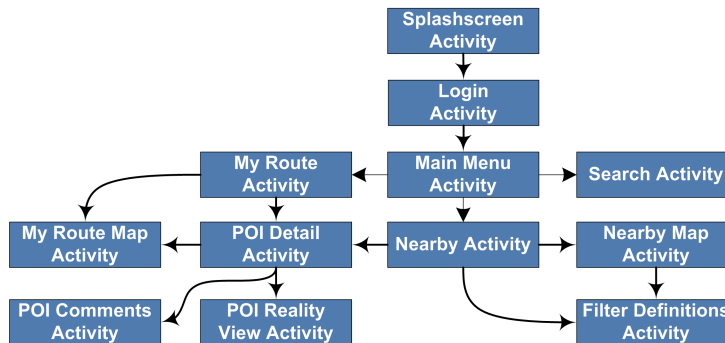 Splashscreen
Activity
Login
Activity
My Route
Activity
Main Menu
Activity
Search Activity
My Route Map
Activity
POI Detail
Activity
Nearby Activity
Nearby Map
Activity
POI Comments
Activity
POI Reality
View Activity
Filter Definitions
Activity